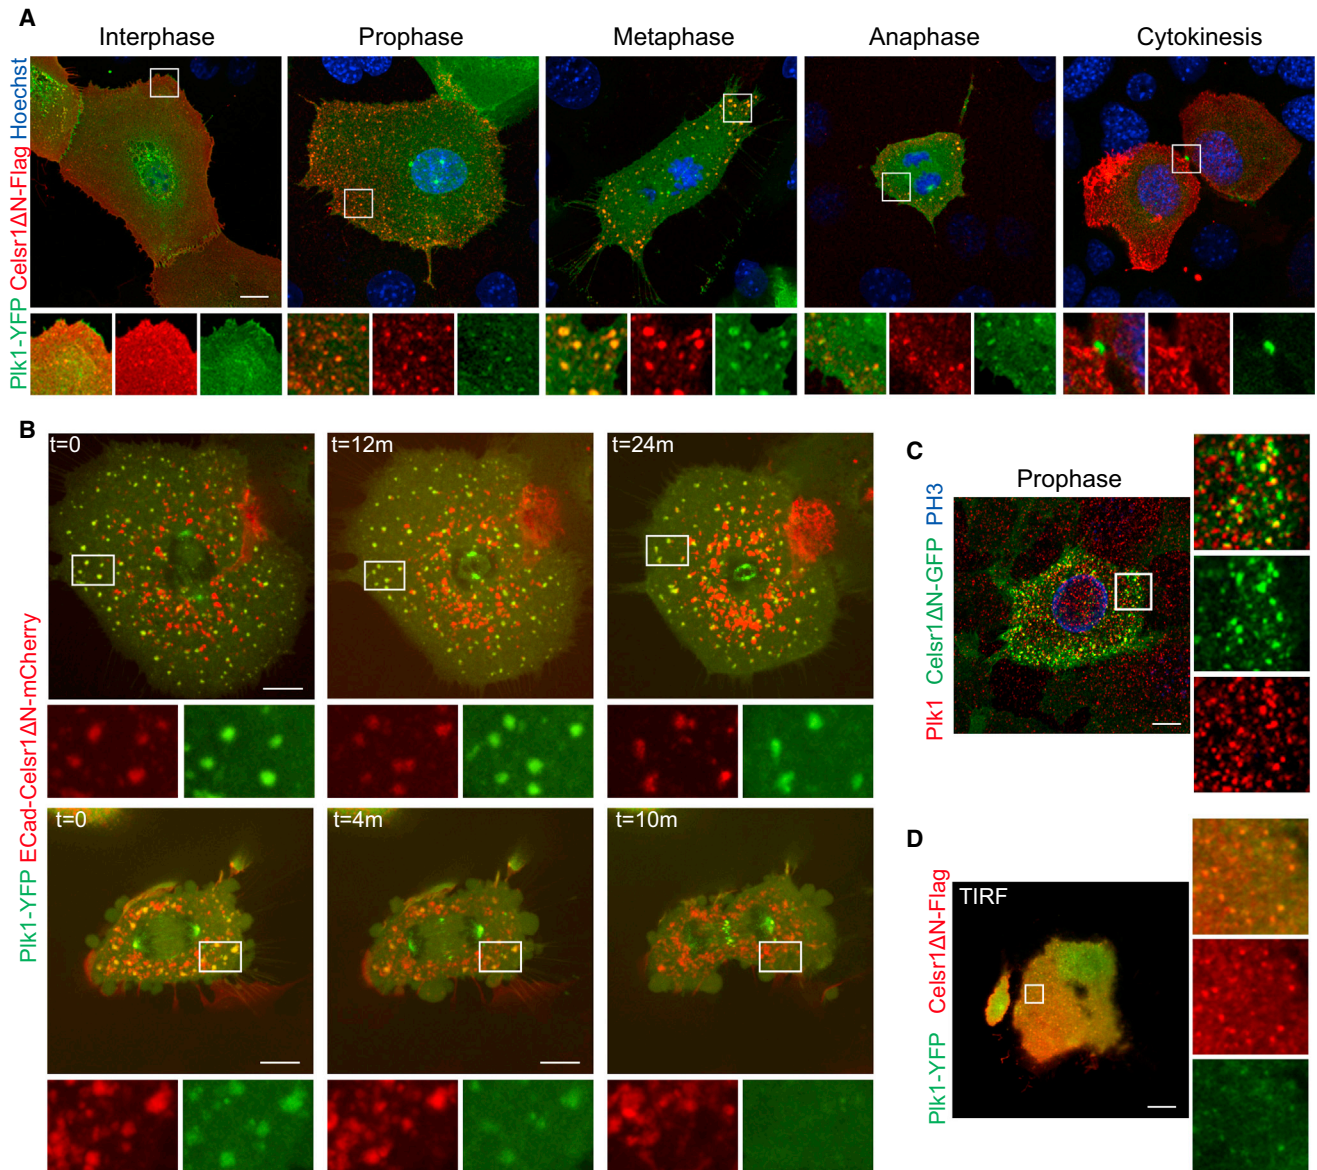 A
Interphase
Prophase
Metaphase
Anaphase
Cytokinesis
Plk1-YFP Celsr1ΔN-Flag Hoechst
B
t=0
t=12m
t=24m
Plk1-YFP ECad-Celsr1ΔN-mCherry
t=0
t=4m
t=10m
C
Prophase
Plk1 Celsr1ΔN-GFP PH3
D
TIRF
Plk1-YFP Celsr1ΔN-Flag